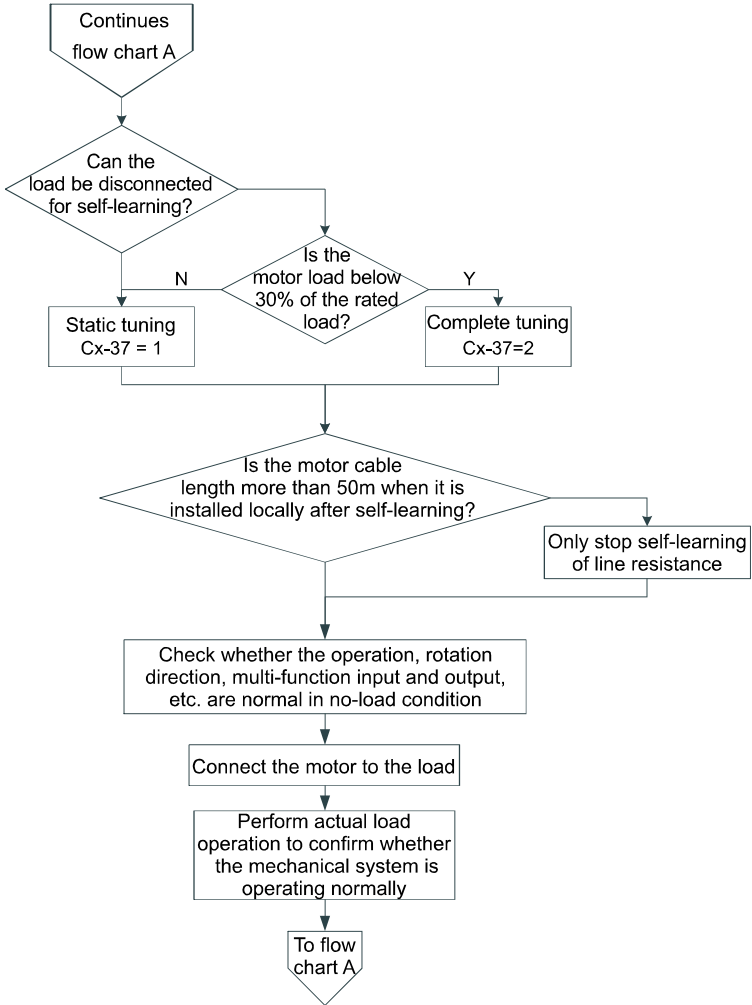 Continues
flow chart A
Can the
load be disconnected
for self-learning?
Is the
motor load below
30% of the rated
load?
N
Y
Static tuning
Cx-37 = 1
Complete tuning
Cx-37=2
Is the motor cable
length more than 50m when it is
installed locally after self-learning?
Only stop self-learning
of line resistance
Check whether the operation, rotation
direction, multi-function input and output,
etc. are normal in no-load condition
Connect the motor to the load
Perform actual load
operation to confirm whether
the mechanical system is
operating normally
To flow
chart A